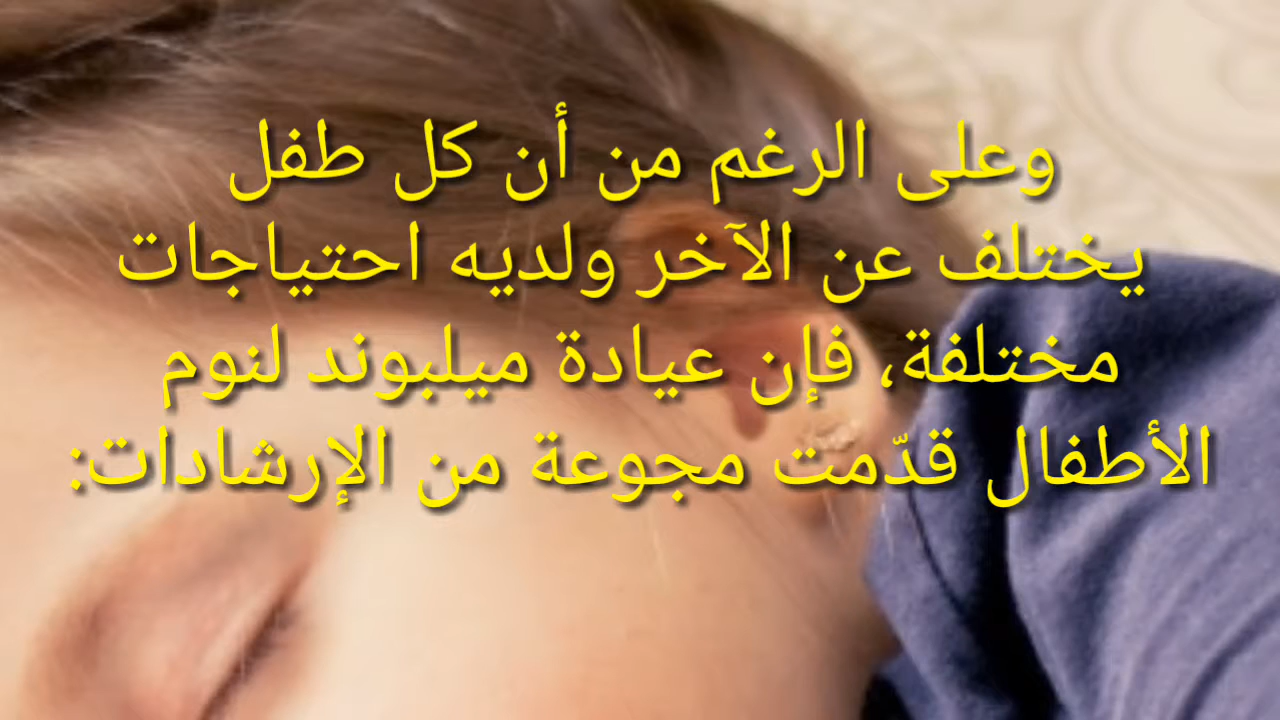 وعلى الرغم من أن كل طفل
يختلف عن الآخر ولديه احتياجات
مختلفة، فإن عيادة ميلبوند لنوم
الأطفال قدّمت مجوعة من الإرشادات: